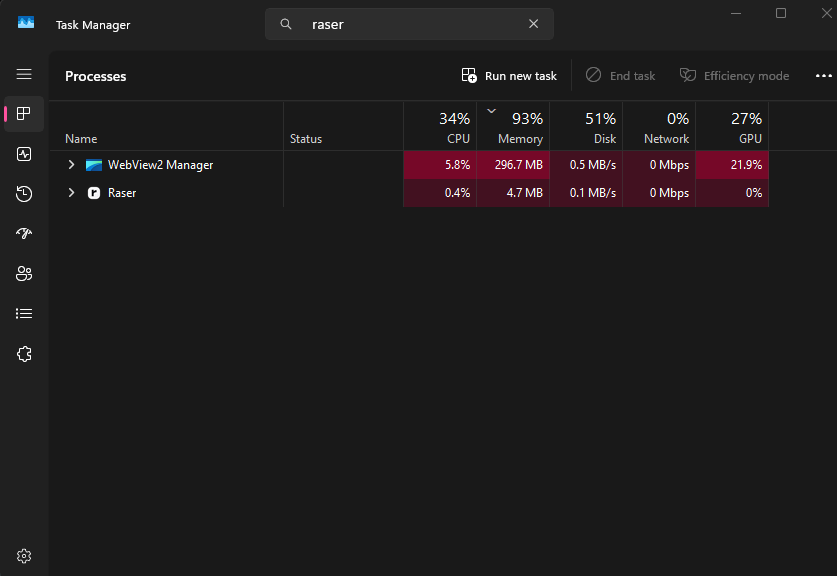 Task Manager
raser
Processes
Run new task
End task
Efficiency mode
34% 93% 51% 0% 27%
Name Status CPU Memory Disk Network GPU
WebView2 Manager 5.8% 296.7 MB 0.5 MB/s 0 Mbps 21.9%
r Raser 0.4% 4.7 MB 0.1 MB/s 0 Mbps 0%